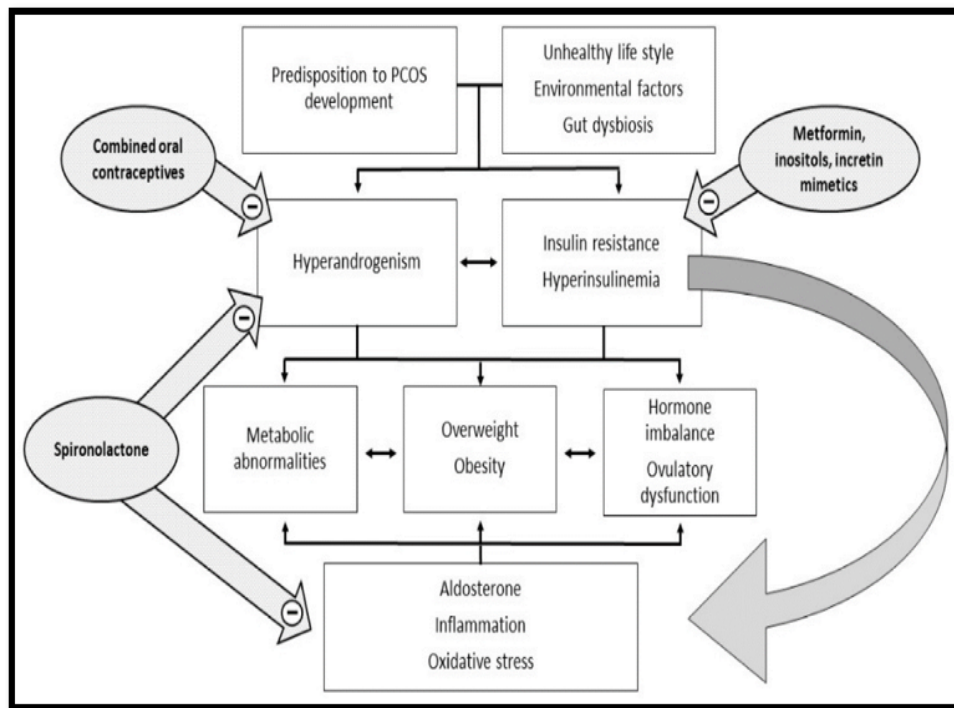 Predisposition to PCOS
development
Unhealthy life style
Environmental factors
Gut dysbiosis
Combined oral
contraceptives
Metformin,
inositols, incretin
mimetics
Hyperandrogenism
Insulin resistance
Hyperinsulinemia
Spironolactone
Metabolic
abnormalities
Overweight
Obesity
Hormone
imbalance
Ovulatory
dysfunction
Aldosterone
Inflammation
Oxidative stress